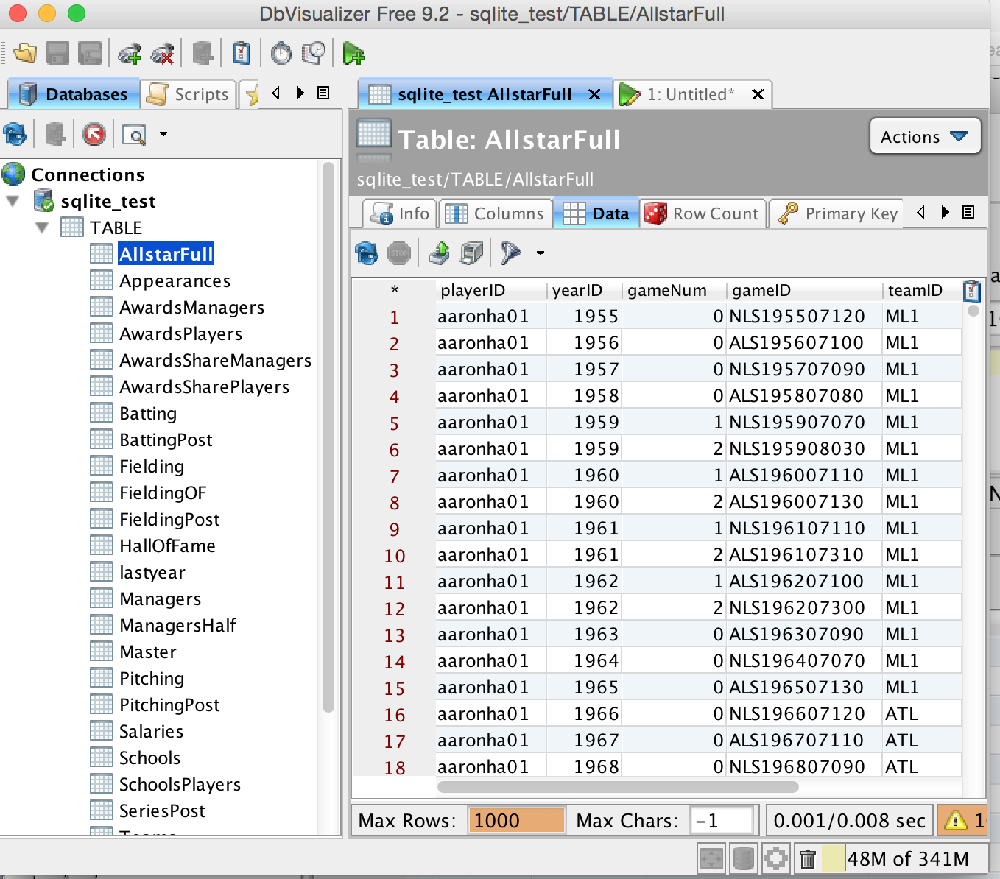 DbVisualizer Free 9.2 - sqlite_test/TABLE/AllstarFull
Databases
Scripts
sqlite_test AllstarFull
1: Untitled*
Table: AllstarFull
Actions
sqlite_test/TABLE/AllstarFull
Connections
sqlite_test
TABLE
AllstarFull
Appearances
AwardsManagers
AwardsPlayers
AwardsShareManagers
AwardsSharePlayers
Batting
BattingPost
Fielding
FieldingOF
FieldingPost
HallOfFame
lastyear
Managers
ManagersHalf
Master
Pitching
PitchingPost
Salaries
Schools
SchoolsPlayers
SeriesPost
Info
Columns
Data
Row Count
Primary Key
STOP
* playerID yearID gameNum gameID teamID
1 aaronha01 1955 0 NLS195507120 ML1
2 aaronha01 1956 0 ALS195607100 ML1
3 aaronha01 1957 0 NLS195707090 ML1
4 aaronha01 1958 0 ALS195807080 ML1
5 aaronha01 1959 1 NLS195907070 ML1
6 aaronha01 1959 2 NLS195908030 ML1
7 aaronha01 1960 1 ALS196007110 ML1
8 aaronha01 1960 2 ALS196007130 ML1
9 aaronha01 1961 1 NLS196107110 ML1
10 aaronha01 1961 2 ALS196107310 ML1
11 aaronha01 1962 1 ALS196207100 ML1
12 aaronha01 1962 2 NLS196207300 ML1
13 aaronha01 1963 0 ALS196307090 ML1
14 aaronha01 1964 0 NLS196407070 ML1
15 aaronha01 1965 0 ALS196507130 ML1
16 aaronha01 1966 0 NLS196607120 ATL
17 aaronha01 1967 0 ALS196707110 ATL
18 aaronha01 1968 0 NLS196807090 ATL
Max Rows: 1000 Max Chars: -1 0.001/0.008 sec
48M of 341M